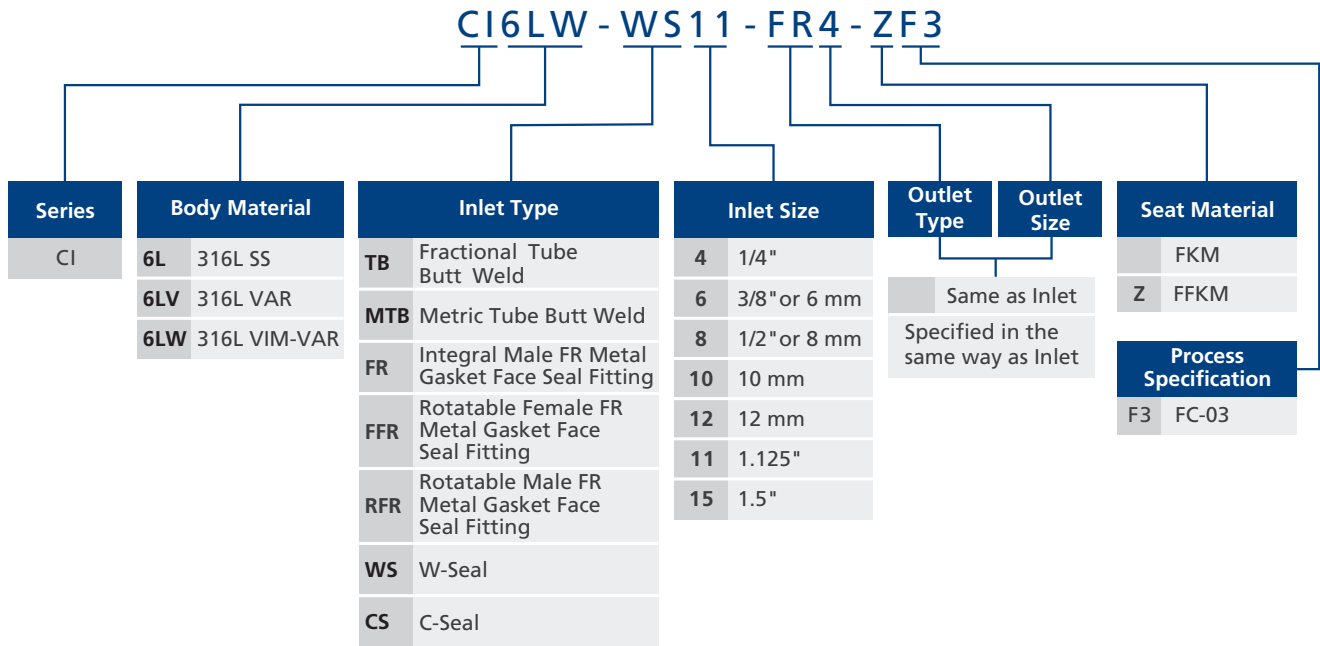 CI6LW - WS11 - FR4 - ZF3
Series
CI
Body Material
6L 316L SS
6LV 316L VAR
6LW 316L VIM-VAR
Inlet Type
TB Fractional Tube
Butt Weld
MTB Metric Tube Butt Weld
FR Integral Male FR Metal
Gasket Face Seal Fitting
FFR Rotatable Female FR
Metal Gasket Face
Seal Fitting
RFR Rotatable Male FR
Metal Gasket Face
Seal Fitting
WS W-Seal
CS C-Seal
Inlet Size
4 1/4"
6 3/8" or 6 mm
8 1/2" or 8 mm
10 10 mm
12 12 mm
11 1.125"
15 1.5"
Outlet
Type
Outlet
Size
Same as Inlet
Specified in the
same way as Inlet
Seat Material
FKM
Z FFKM
Process
Specification
F3 FC-03